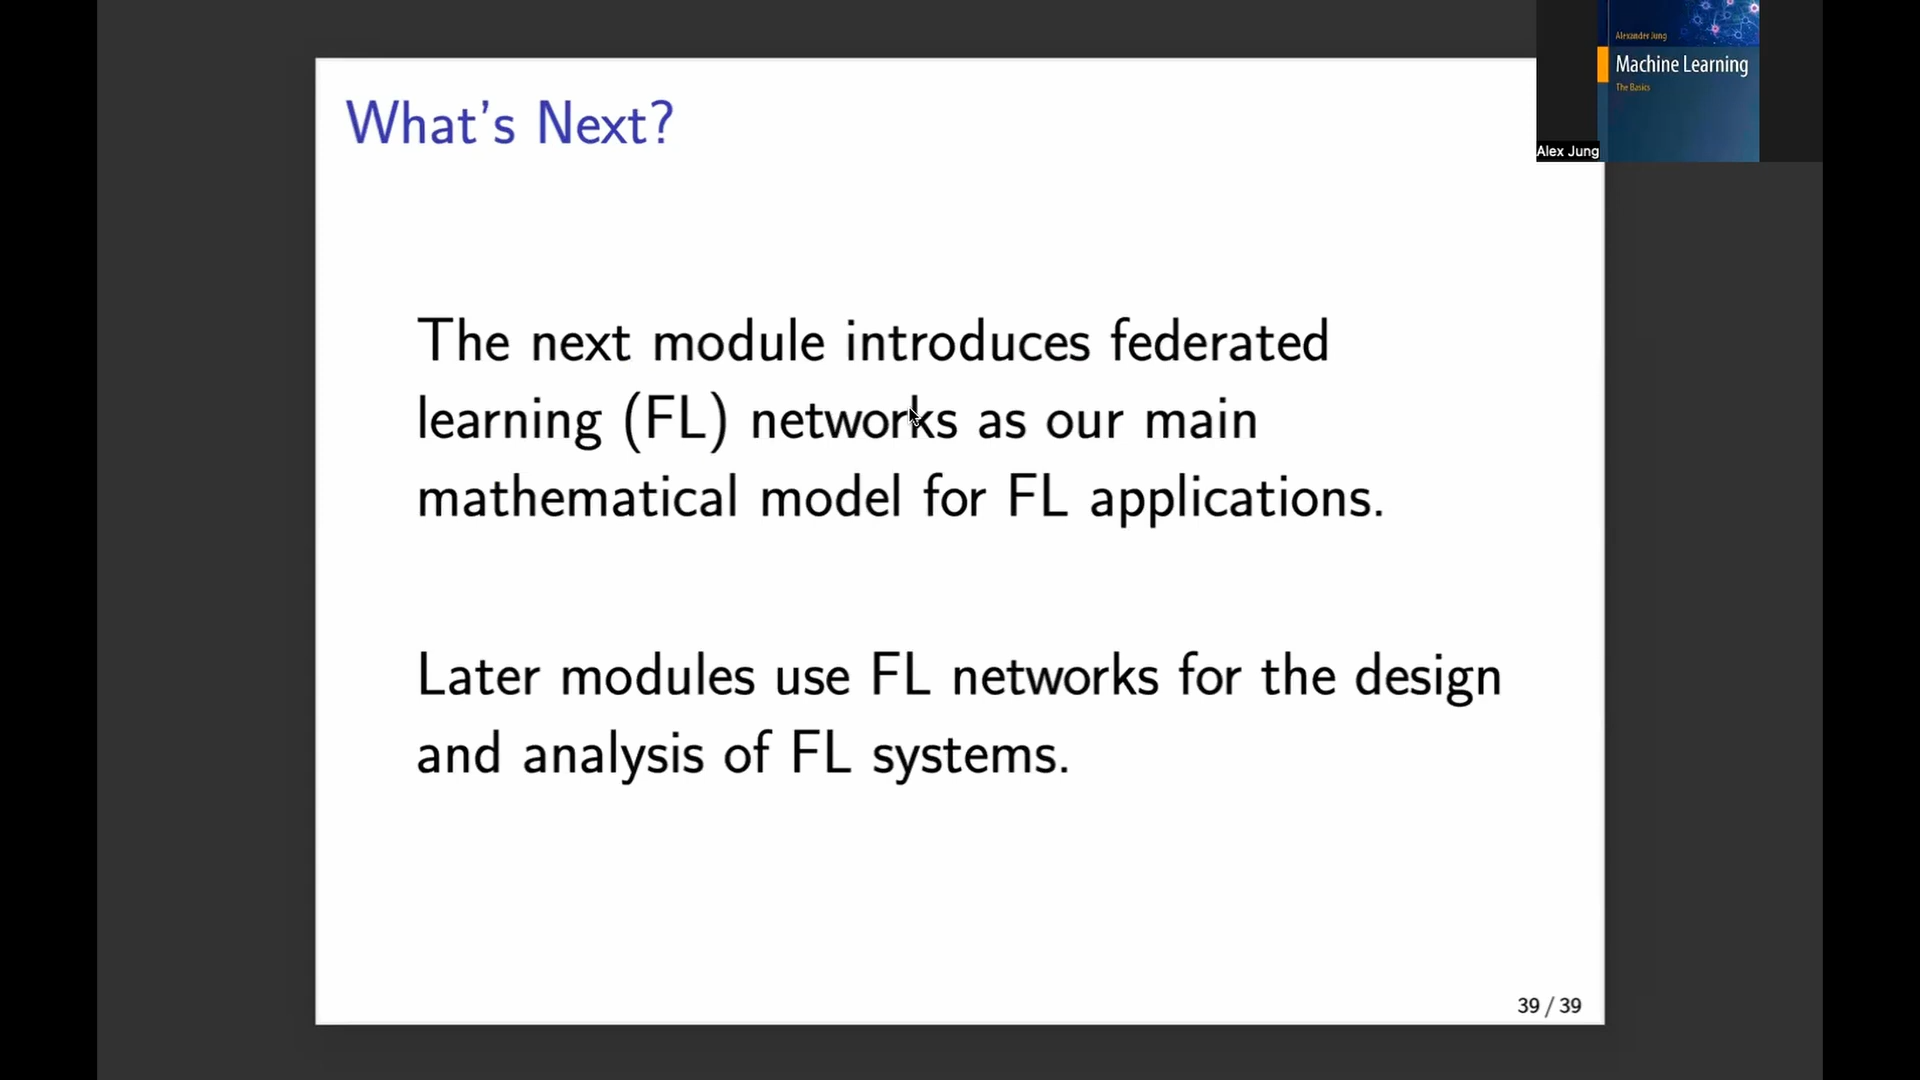 What's Next?
The next module introduces federated
learning (FL) networks as our main
mathematical model for FL applications.
Later modules use FL networks for the design
and analysis of FL systems.
39 / 39
Alexander Jung
Machine Learning
The Basics
Alex Jung